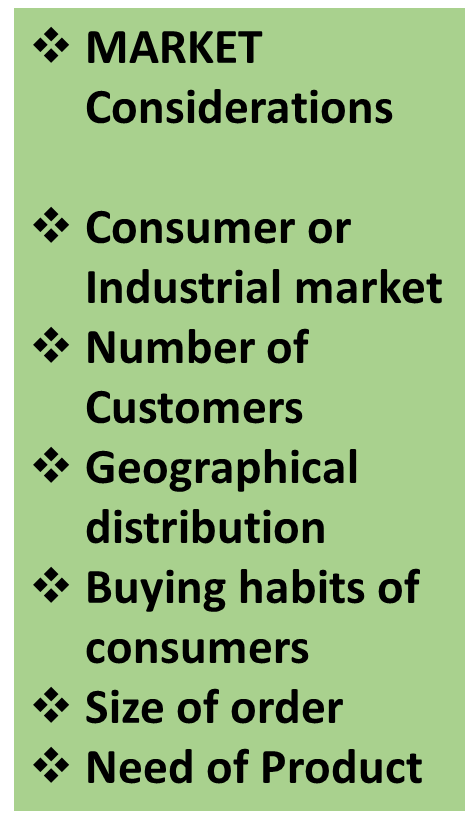 ❖ MARKET
Considerations
❖ Consumer or
Industrial market
❖ Number of
Customers
❖ Geographical
distribution
❖ Buying habits of
consumers
❖ Size of order
❖ Need of Product